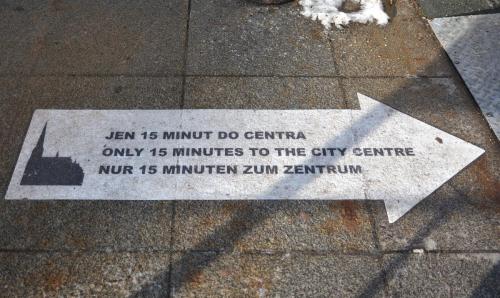 JEN 15 MINUT DO CENTRA
ONLY 15 MINUTES TO THE CITY CENTRE
NUR 15 MINUTEN ZUM ZENTRUM